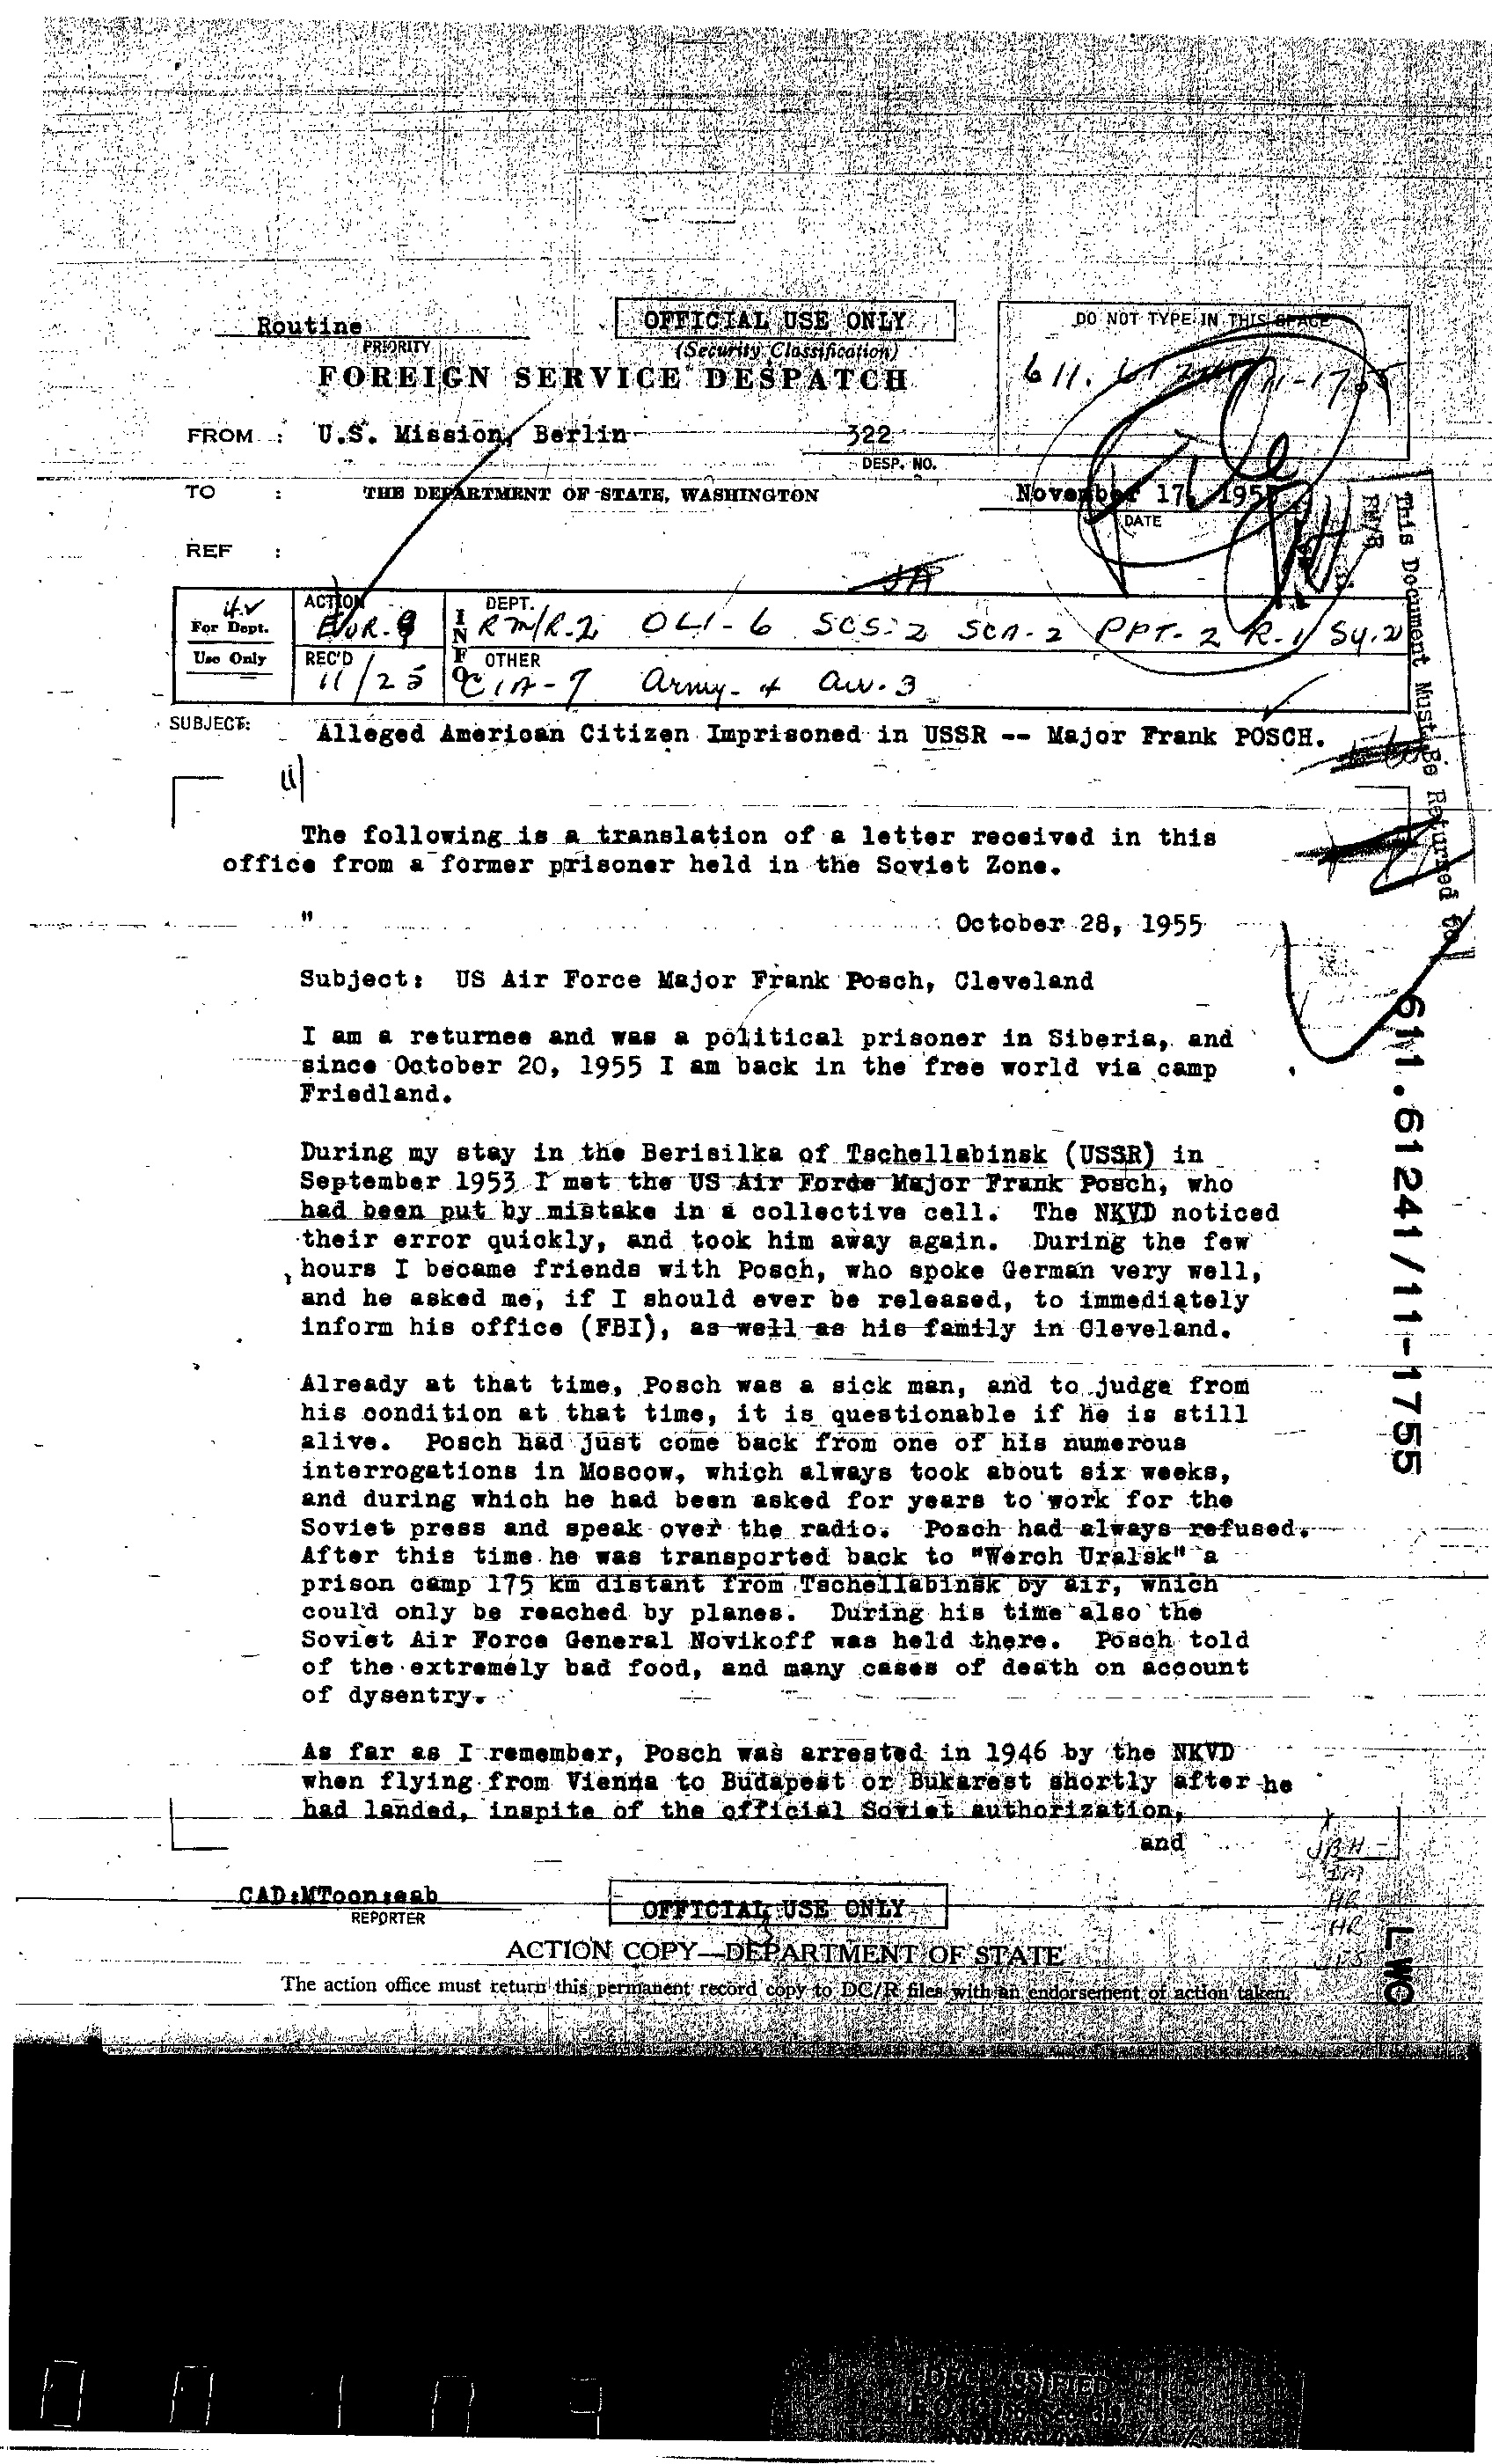 Routine
PRIORITY
OFFICIAL USE ONLY
(Security Classification)
DO NOT TYPE IN THIS SPACE
FOREIGN SERVICE DESPATCH
FROM : U.S. Mission, Berlin
322
DESP. NO.
TO : THE DEPARTMENT OF STATE, WASHINGTON
November 17, 1955
DATE
REF :
This Document Must Be Returned to
RM/R
For Dept.
Use Only
ACTION
EUR-
REC'D
11/25
INFO
DEPT.
RM/R-2 OLI-6 SCS-2 SCA-2 PPT-2 R-1 Sy-2
OTHER
CIA-9 Army-4
SUBJECT: Alleged American Citizen Imprisoned in USSR -- Major Frank POSCH.
The following is a translation of a letter received in this
office from a former prisoner held in the Soviet Zone.
" October 28, 1955
Subject: US Air Force Major Frank Posch, Cleveland
I am a returnee and was a political prisoner in Siberia, and
since October 20, 1955 I am back in the free world via camp
Friedland.
During my stay in the Berisilka of Tschellabinsk (USSR) in
September 1953 I met the US Air Forde Major Frank Posch, who
had been put by mistake in a collective cell. The NKVD noticed
their error quickly, and took him away again. During the few
hours I became friends with Posch, who spoke German very well,
and he asked me, if I should ever be released, to immediately
inform his office (FBI), as well as his family in Cleveland.
Already at that time, Posch was a sick man, and to judge from
his condition at that time, it is questionable if he is still
alive. Posch had just come back from one of his numerous
interrogations in Moscow, which always took about six weeks,
and during which he had been asked for years to work for the
Soviet press and speak over the radio. Posch had always refused.
After this time he was transported back to "Werch Uralsk" a
prison camp 175 km distant from Tschellabinsk by air, which
could only be reached by planes. During his time also the
Soviet Air Force General Novikoff was held there. Posch told
of the extremely bad food, and many cases of death on account
of dysentry.
As far as I remember, Posch was arrested in 1946 by the NKVD
when flying from Vienna to Budapest or Bukarest shortly after he
had landed, inspite of the official Soviet authorization,
and
611.61241/11-1755
CAD:MToon:eab
REPORTER
OFFICIAL USE ONLY
LWC
ACTION COPY—DEPARTMENT OF STATE
The action office must return this permanent record copy to DC/R files with an endorsement of action taken.
DECLASSIFIED